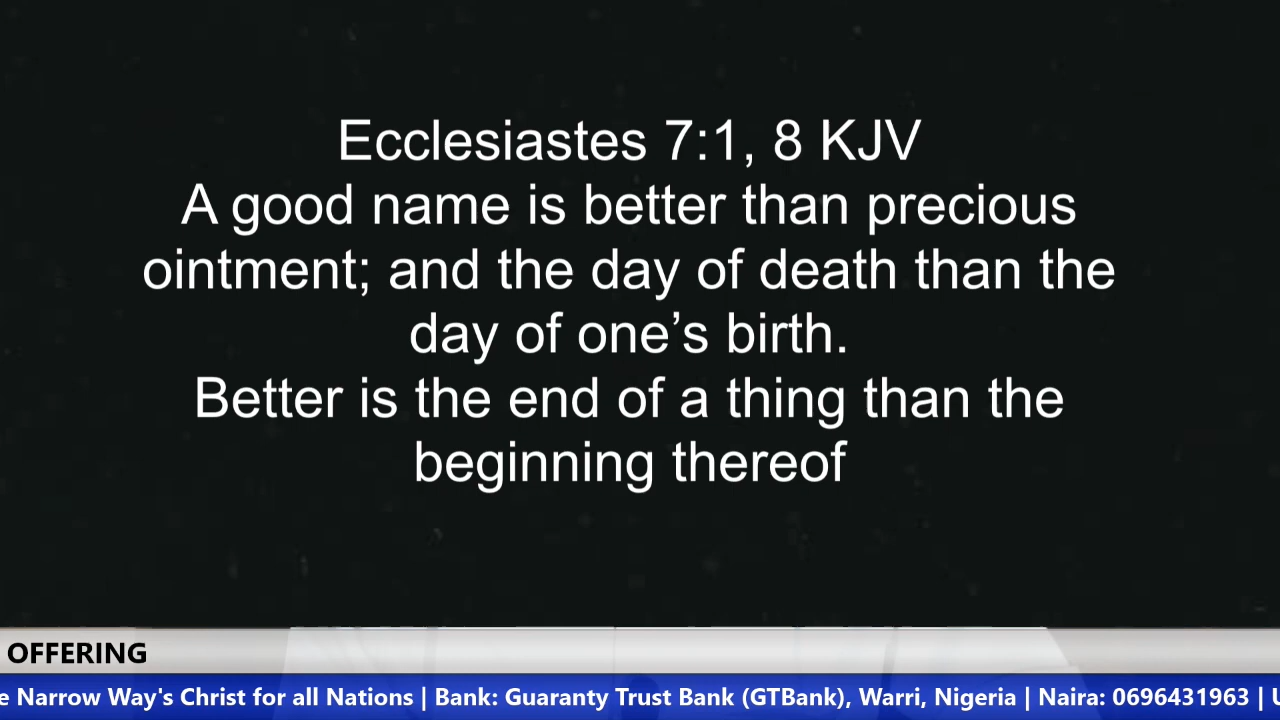 Ecclesiastes 7:1, 8 KJV
A good name is better than precious
ointment; and the day of death than the
day of one’s birth.
Better is the end of a thing than the
beginning thereof
OFFERING
Narrow Way's Christ for all Nations | Bank: Guaranty Trust Bank (GTBank), Warri, Nigeria | Naira: 0696431963 |